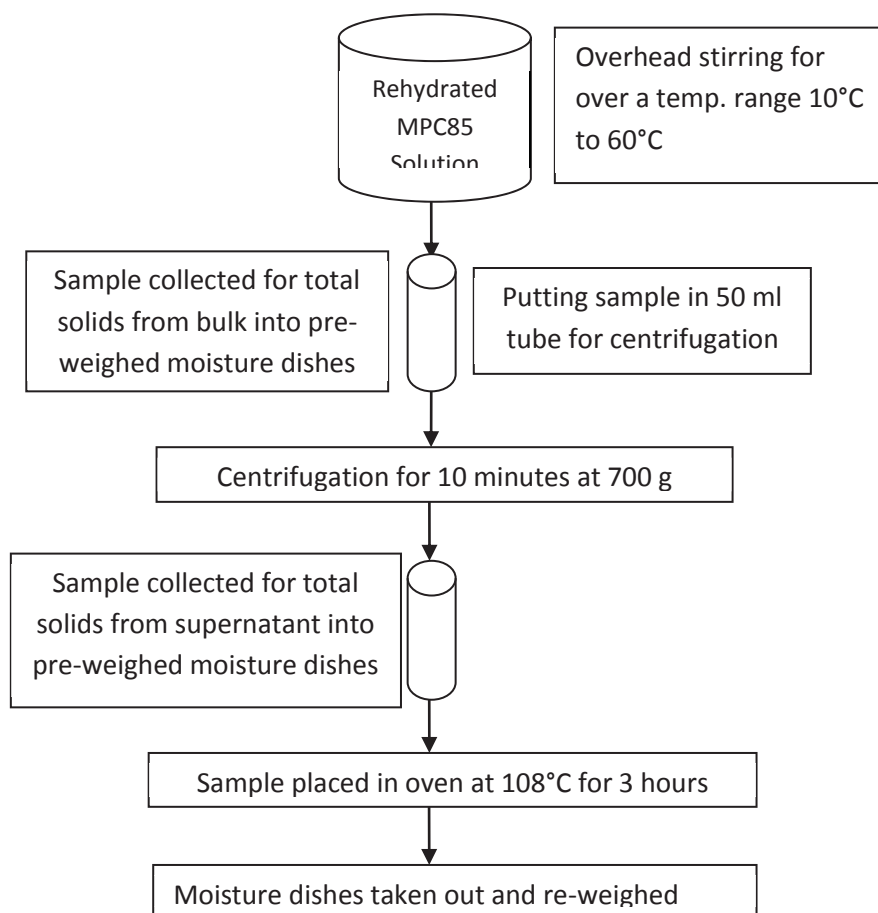 Rehydrated
MPC85
Solution
Overhead stirring for
over a temp. range 10°C
to 60°C
Sample collected for total
solids from bulk into pre-
weighed moisture dishes
Putting sample in 50 ml
tube for centrifugation
Centrifugation for 10 minutes at 700 g
Sample collected for total
solids from supernatant into
pre-weighed moisture dishes
Sample placed in oven at 108°C for 3 hours
Moisture dishes taken out and re-weighed